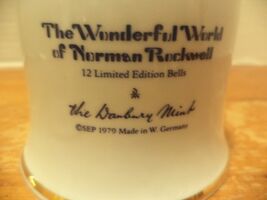 The Wonderful World
of Norman Rockwell
12 Limited Edition Bells
The Danbury Mint
©SEP 1979 Made in W. Germany